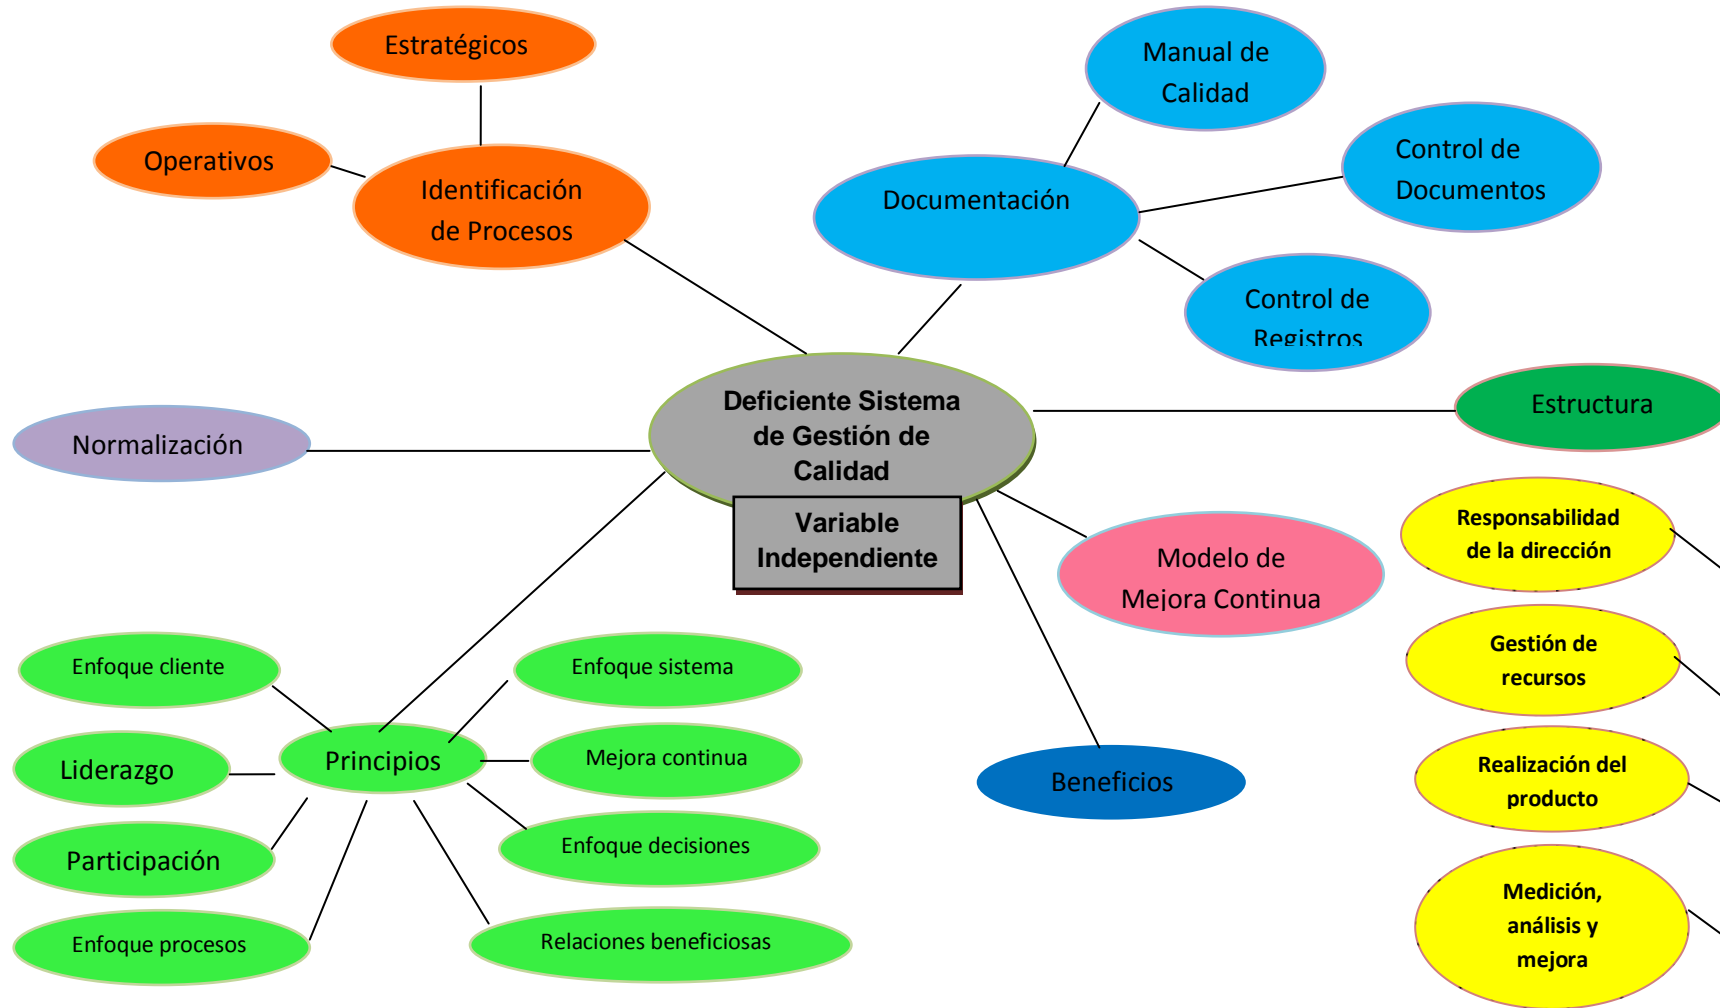 Estratégicos
Operativos
Identificación
de Procesos
Manual de
Calidad
Documentación
Control de
Documentos
Control de
Registros
Deficiente Sistema
de Gestión de
Calidad
Variable
Independiente
Normalización
Estructura
Modelo de
Mejora Continua
Beneficios
Responsabilidad
de la dirección
Gestión de
recursos
Realización del
producto
Medición,
análisis y
mejora
Principios
Enfoque cliente
Liderazgo
Participación
Enfoque procesos
Enfoque sistema
Mejora continua
Enfoque decisiones
Relaciones beneficiosas